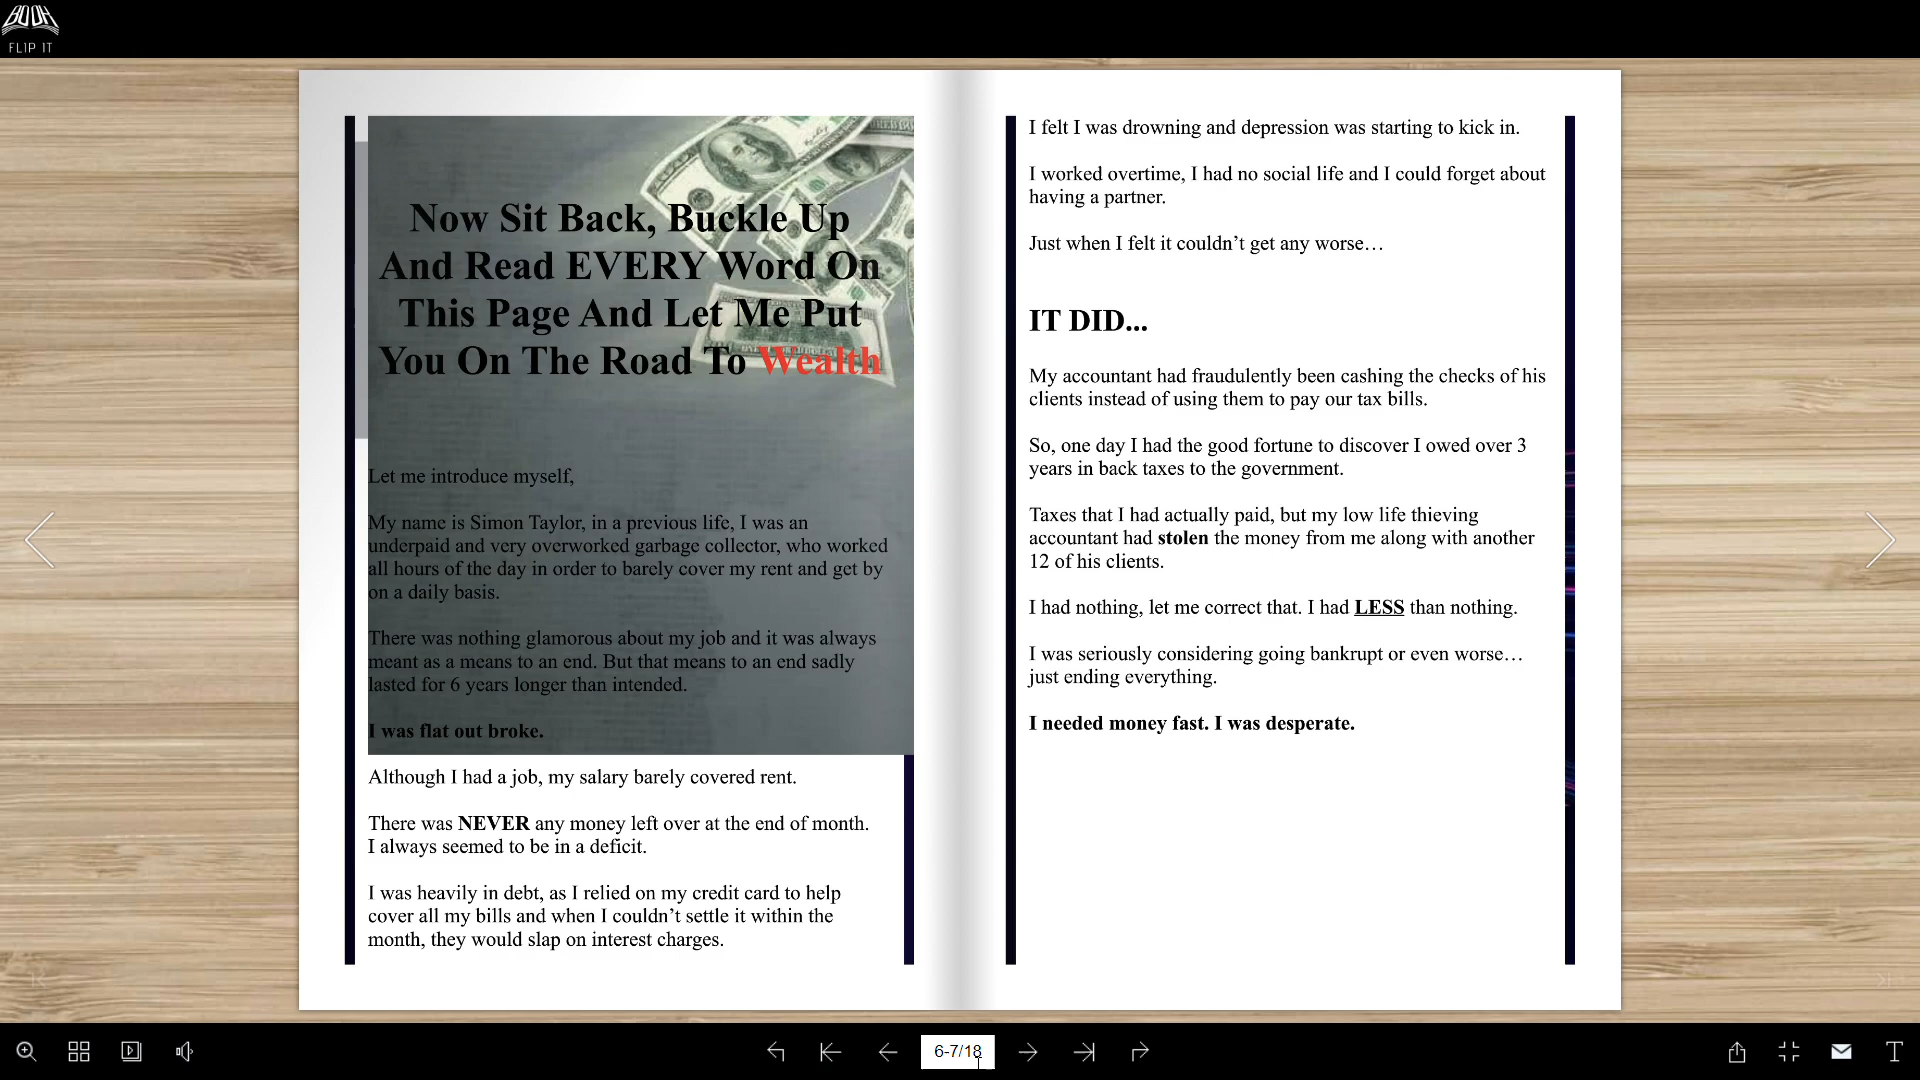 BOOK
FLIP IT
Now Sit Back, Buckle Up
And Read EVERY Word On
This Page And Let Me Put
You On The Road To Wealth
Let me introduce myself,
My name is Simon Taylor, in a previous life, I was an
underpaid and very overworked garbage collector, who worked
all hours of the day in order to barely cover my rent and get by
on a daily basis.
There was nothing glamorous about my job and it was always
meant as a means to an end. But that means to an end sadly
lasted for 6 years longer than intended.
I was flat out broke.
Although I had a job, my salary barely covered rent.
There was NEVER any money left over at the end of month.
I always seemed to be in a deficit.
I was heavily in debt, as I relied on my credit card to help
cover all my bills and when I couldn’t settle it within the
month, they would slap on interest charges.
I felt I was drowning and depression was starting to kick in.
I worked overtime, I had no social life and I could forget about
having a partner.
Just when I felt it couldn’t get any worse…
IT DID...
My accountant had fraudulently been cashing the checks of his
clients instead of using them to pay our tax bills.
So, one day I had the good fortune to discover I owed over 3
years in back taxes to the government.
Taxes that I had actually paid, but my low life thieving
accountant had stolen the money from me along with another
12 of his clients.
I had nothing, let me correct that. I had LESS than nothing.
I was seriously considering going bankrupt or even worse…
just ending everything.
I needed money fast. I was desperate.
6-7/18